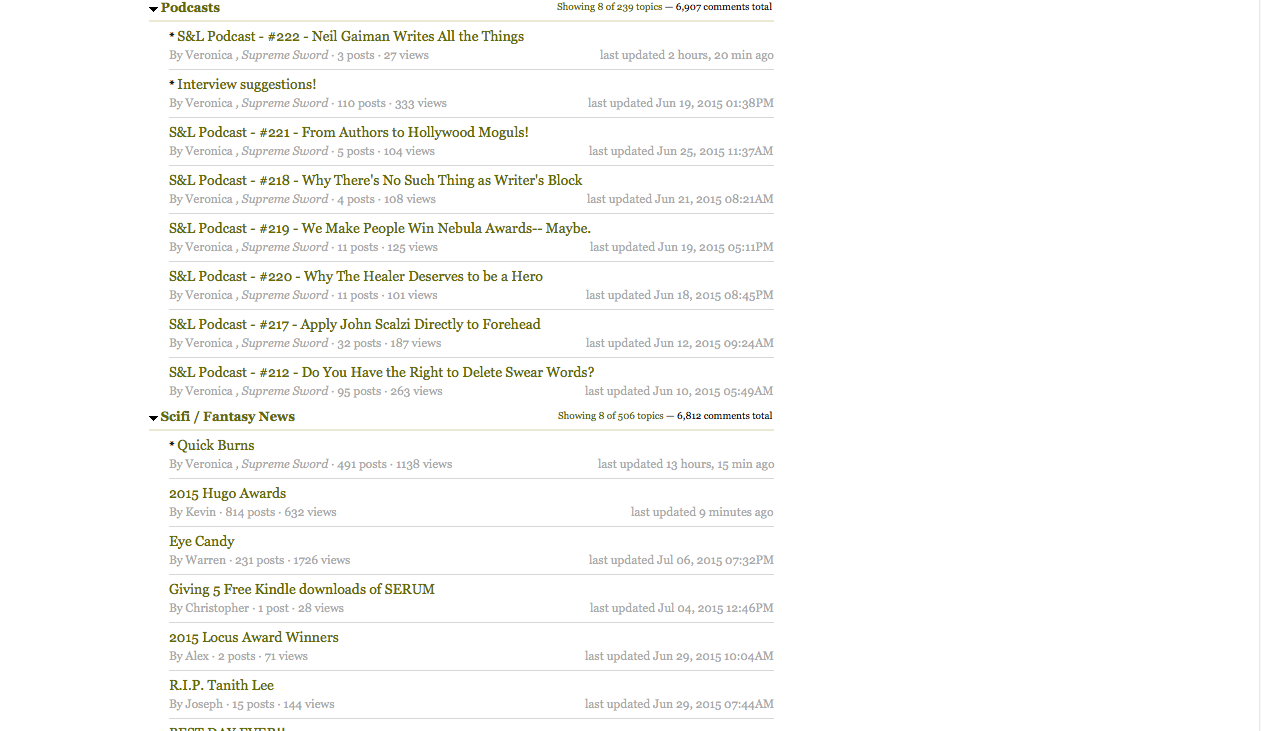 Podcasts Showing 8 of 239 topics — 6,907 comments total
* S&L Podcast - #222 - Neil Gaiman Writes All the Things
By Veronica , Supreme Sword · 3 posts · 27 views last updated 2 hours, 20 min ago
* Interview suggestions!
By Veronica , Supreme Sword · 110 posts · 333 views last updated Jun 19, 2015 01:38PM
S&L Podcast - #221 - From Authors to Hollywood Moguls!
By Veronica , Supreme Sword · 5 posts · 104 views last updated Jun 25, 2015 11:37AM
S&L Podcast - #218 - Why There's No Such Thing as Writer's Block
By Veronica , Supreme Sword · 4 posts · 108 views last updated Jun 21, 2015 08:21AM
S&L Podcast - #219 - We Make People Win Nebula Awards-- Maybe.
By Veronica , Supreme Sword · 11 posts · 125 views last updated Jun 19, 2015 05:11PM
S&L Podcast - #220 - Why The Healer Deserves to be a Hero
By Veronica , Supreme Sword · 11 posts · 101 views last updated Jun 18, 2015 08:45PM
S&L Podcast - #217 - Apply John Scalzi Directly to Forehead
By Veronica , Supreme Sword · 32 posts · 187 views last updated Jun 12, 2015 09:24AM
S&L Podcast - #212 - Do You Have the Right to Delete Swear Words?
By Veronica , Supreme Sword · 95 posts · 263 views last updated Jun 10, 2015 05:49AM
Scifi / Fantasy News Showing 8 of 506 topics — 6,812 comments total
* Quick Burns
By Veronica , Supreme Sword · 491 posts · 1138 views last updated 13 hours, 15 min ago
2015 Hugo Awards
By Kevin · 814 posts · 632 views last updated 9 minutes ago
Eye Candy
By Warren · 231 posts · 1726 views last updated Jul 06, 2015 07:32PM
Giving 5 Free Kindle downloads of SERUM
By Christopher · 1 post · 28 views last updated Jul 04, 2015 12:46PM
2015 Locus Award Winners
By Alex · 2 posts · 71 views last updated Jun 29, 2015 10:04AM
R.I.P. Tanith Lee
By Joseph · 15 posts · 144 views last updated Jun 29, 2015 07:44AM
BEST DAY EVER!!